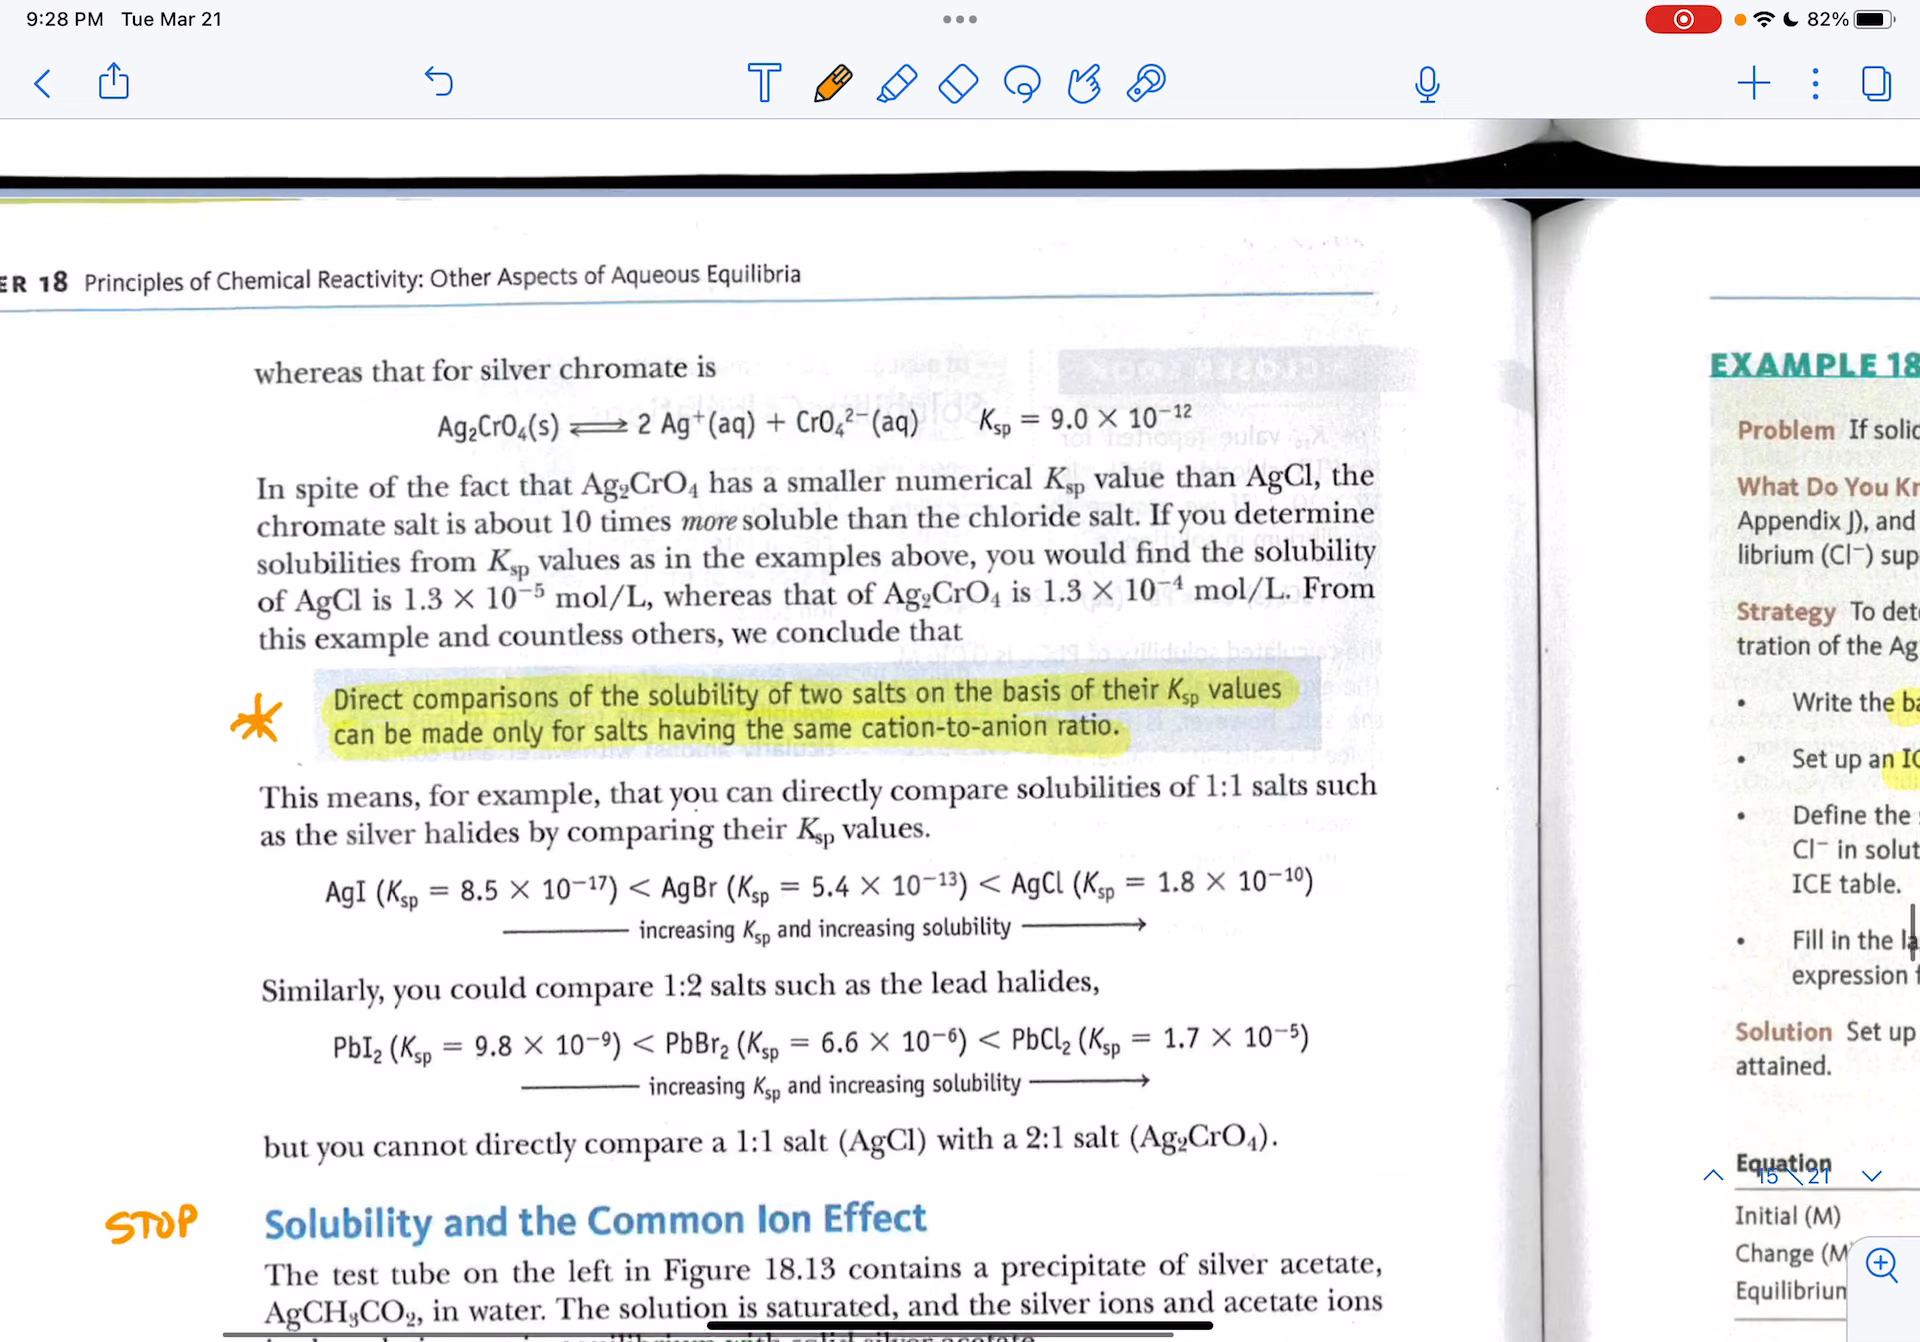 9:28 PM Tue Mar 21
82%
ER 18 Principles of Chemical Reactivity: Other Aspects of Aqueous Equilibria
whereas that for silver chromate is
Ag₂CrO₄(s) ⇌ 2 Ag⁺(aq) + CrO₄²⁻(aq) Ksp = 9.0 × 10⁻¹²
In spite of the fact that Ag₂CrO₄ has a smaller numerical Ksp value than AgCl, the
chromate salt is about 10 times more soluble than the chloride salt. If you determine
solubilities from Ksp values as in the examples above, you would find the solubility
of AgCl is 1.3 × 10⁻⁵ mol/L, whereas that of Ag₂CrO₄ is 1.3 × 10⁻⁴ mol/L. From
this example and countless others, we conclude that
Direct comparisons of the solubility of two salts on the basis of their Ksp values
can be made only for salts having the same cation-to-anion ratio.
This means, for example, that you can directly compare solubilities of 1:1 salts such
as the silver halides by comparing their Ksp values.
AgI (Ksp = 8.5 × 10⁻¹⁷) < AgBr (Ksp = 5.4 × 10⁻¹³) < AgCl (Ksp = 1.8 × 10⁻¹⁰)
increasing Ksp and increasing solubility
Similarly, you could compare 1:2 salts such as the lead halides,
PbI₂ (Ksp = 9.8 × 10⁻⁹) < PbBr₂ (Ksp = 6.6 × 10⁻⁶) < PbCl₂ (Ksp = 1.7 × 10⁻⁵)
increasing Ksp and increasing solubility
but you cannot directly compare a 1:1 salt (AgCl) with a 2:1 salt (Ag₂CrO₄).
STOP
Solubility and the Common Ion Effect
The test tube on the left in Figure 18.13 contains a precipitate of silver acetate,
AgCH₃CO₂, in water. The solution is saturated, and the silver ions and acetate ions
EXAMPLE 18
Problem If solid
What Do You Kn
Appendix J), and
librium (Cl⁻) sup
Strategy To dete
tration of the Ag
• Write the ba
• Set up an IC
• Define the
Cl⁻ in solut
ICE table.
• Fill in the la
expression f
Solution Set up
attained.
Equation
15 \ 21
Initial (M)
Change (M
Equilibrium